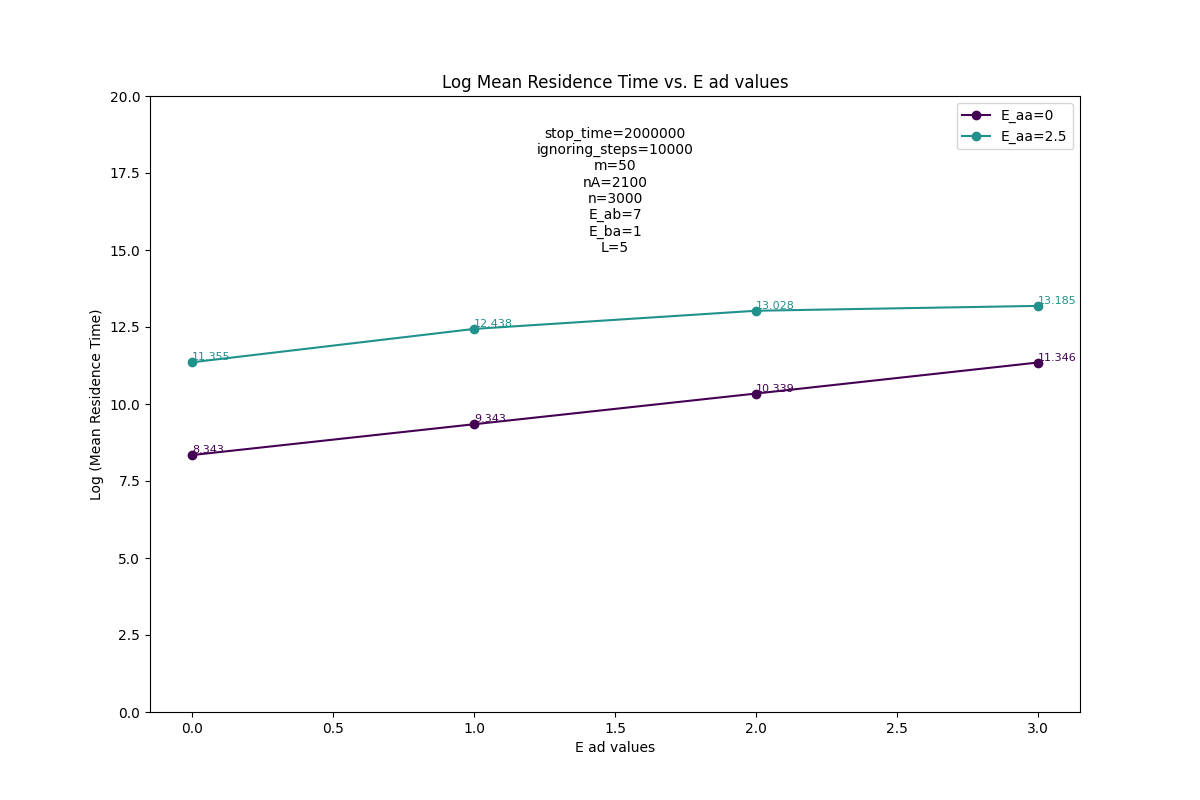 Log Mean Residence Time vs. E ad values
E_aa=0
E_aa=2.5
stop_time=2000000
ignoring_steps=10000
m=50
nA=2100
n=3000
E_ab=7
E_ba=1
L=5
Log (Mean Residence Time)
20.0
17.5
15.0
12.5
10.0
7.5
5.0
2.5
0.0
11.355
12.438
13.028
13.185
8.343
9.343
10.339
11.346
0.0
0.5
1.0
1.5
2.0
2.5
3.0
E ad values